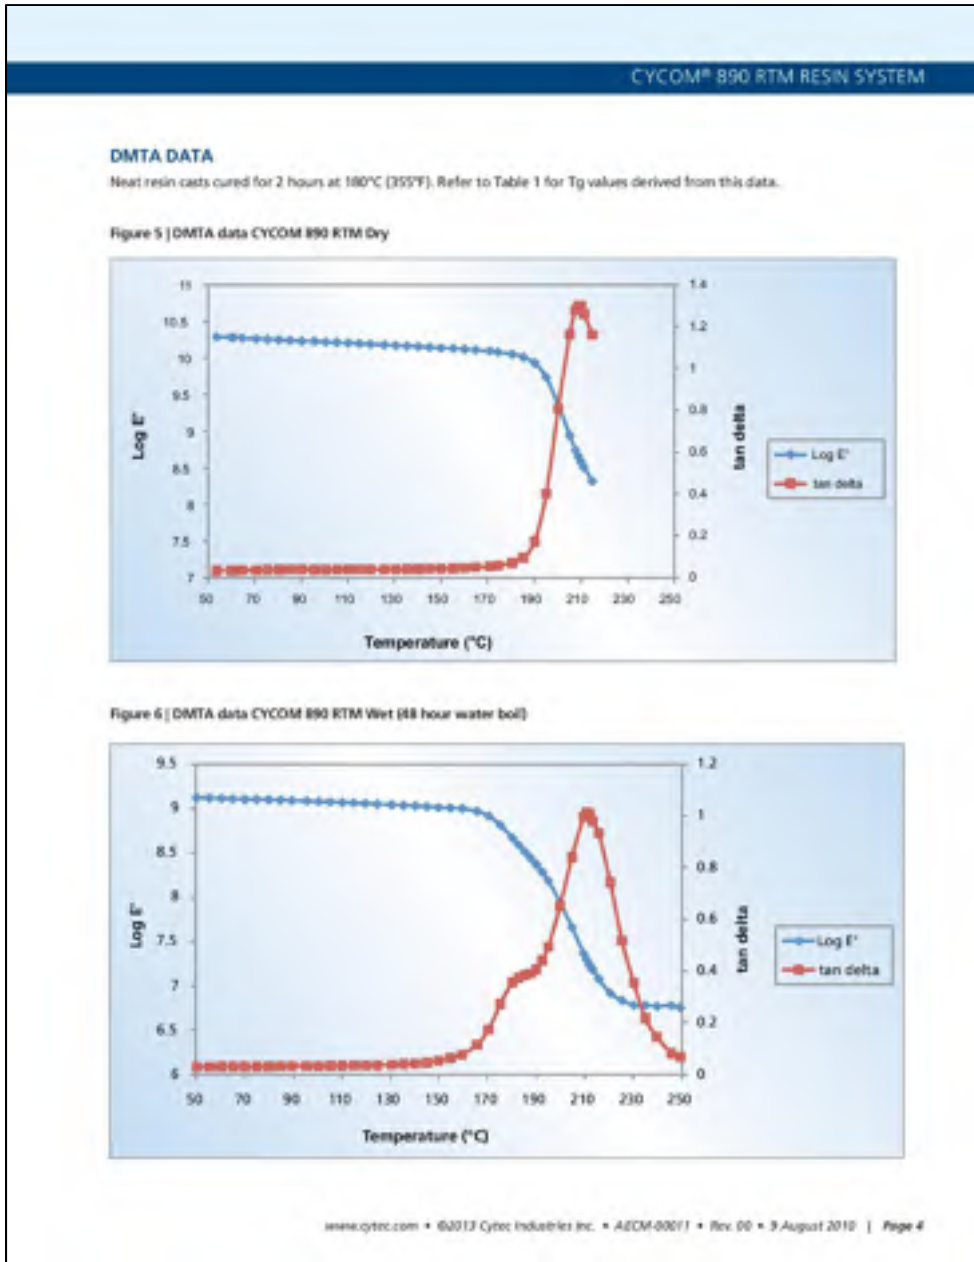 CYCOM® 890 RTM RESIN SYSTEM
DMTA DATA
Neat resin casts cured for 2 hours at 180°C (355°F). Refer to Table 1 for Tg values derived from this data.
Figure 5 | DMTA data CYCOM 890 RTM Dry
11
10.5
10
9.5
9
8.5
8
7.5
7
Log E'
1.4
1.2
1
0.8
0.6
0.4
0.2
0
tan delta
Log E'
tan delta
50 70 90 110 130 150 170 190 210 230 250
Temperature (°C)
Figure 6 | DMTA data CYCOM 890 RTM Wet (48 hour water boil)
9.5
9
8.5
8
7.5
7
6.5
6
Log E'
1.2
1
0.8
0.6
0.4
0.2
0
tan delta
Log E'
tan delta
50 70 90 110 130 150 170 190 210 230 250
Temperature (°C)
www.cytec.com • ©2013 Cytec Industries Inc. • AECM-00011 • Rev. 00 • 9 August 2010 | Page 4